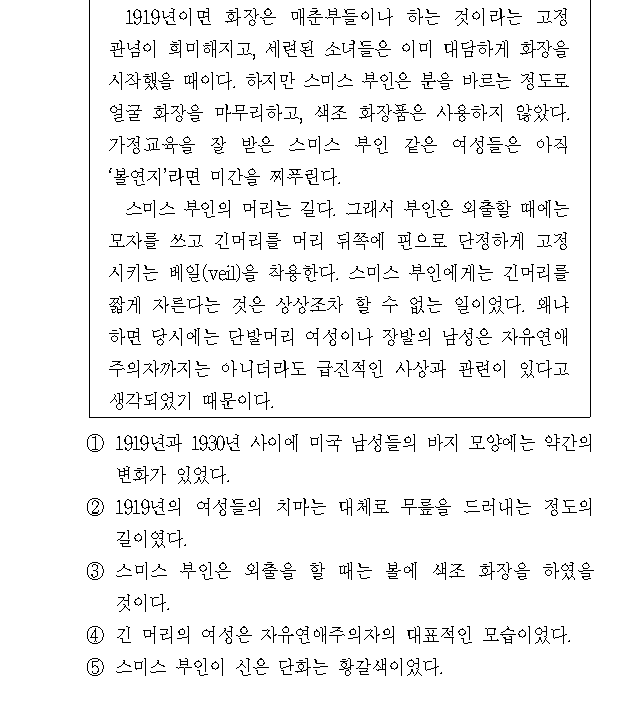 1919년이면 화장은 매춘부들이나 하는 것이라는 고정
관념이 희미해지고, 세련된 소녀들은 이미 대담하게 화장을
시작했을 때이다. 하지만 스미스 부인은 분을 바르는 정도로
얼굴 화장을 마무리하고, 색조 화장품은 사용하지 않았다.
가정교육을 잘 받은 스미스 부인 같은 여성들은 아직
‘볼연지’라면 미간을 찌푸린다.
스미스 부인의 머리는 길다. 그래서 부인은 외출할 때에는
모자를 쓰고 긴머리를 머리 뒤쪽에 핀으로 단정하게 고정
시키는 베일(veil)을 착용한다. 스미스 부인에게는 긴머리를
짧게 자른다는 것은 상상조차 할 수 없는 일이었다. 왜냐
하면 당시에는 단발머리 여성이나 장발의 남성은 자유연애
주의자까지는 아니더라도 급진적인 사상과 관련이 있다고
생각되었기 때문이다.
① 1919년과 1930년 사이에 미국 남성들의 바지 모양에는 약간의
변화가 있었다.
② 1919년의 여성들의 치마는 대체로 무릎을 드러내는 정도의
길이였다.
③ 스미스 부인은 외출을 할 때는 볼에 색조 화장을 하였을
것이다.
④ 긴 머리의 여성은 자유연애주의자의 대표적인 모습이었다.
⑤ 스미스 부인이 신은 단화는 황갈색이었다.